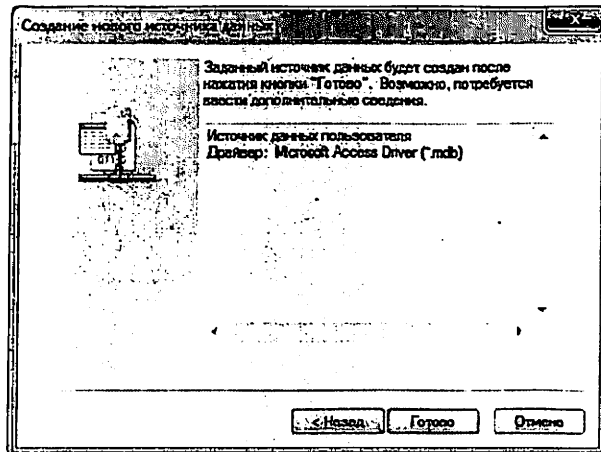 Создание нового источника данных
Заданный источник данных будет создан после
нажатия кнопки "Готово". Возможно, потребуется
ввести дополнительные сведения.
Источник данных пользователя
Драйвер: Microsoft Access Driver (*.mdb)
< Назад
Готово
Отмена